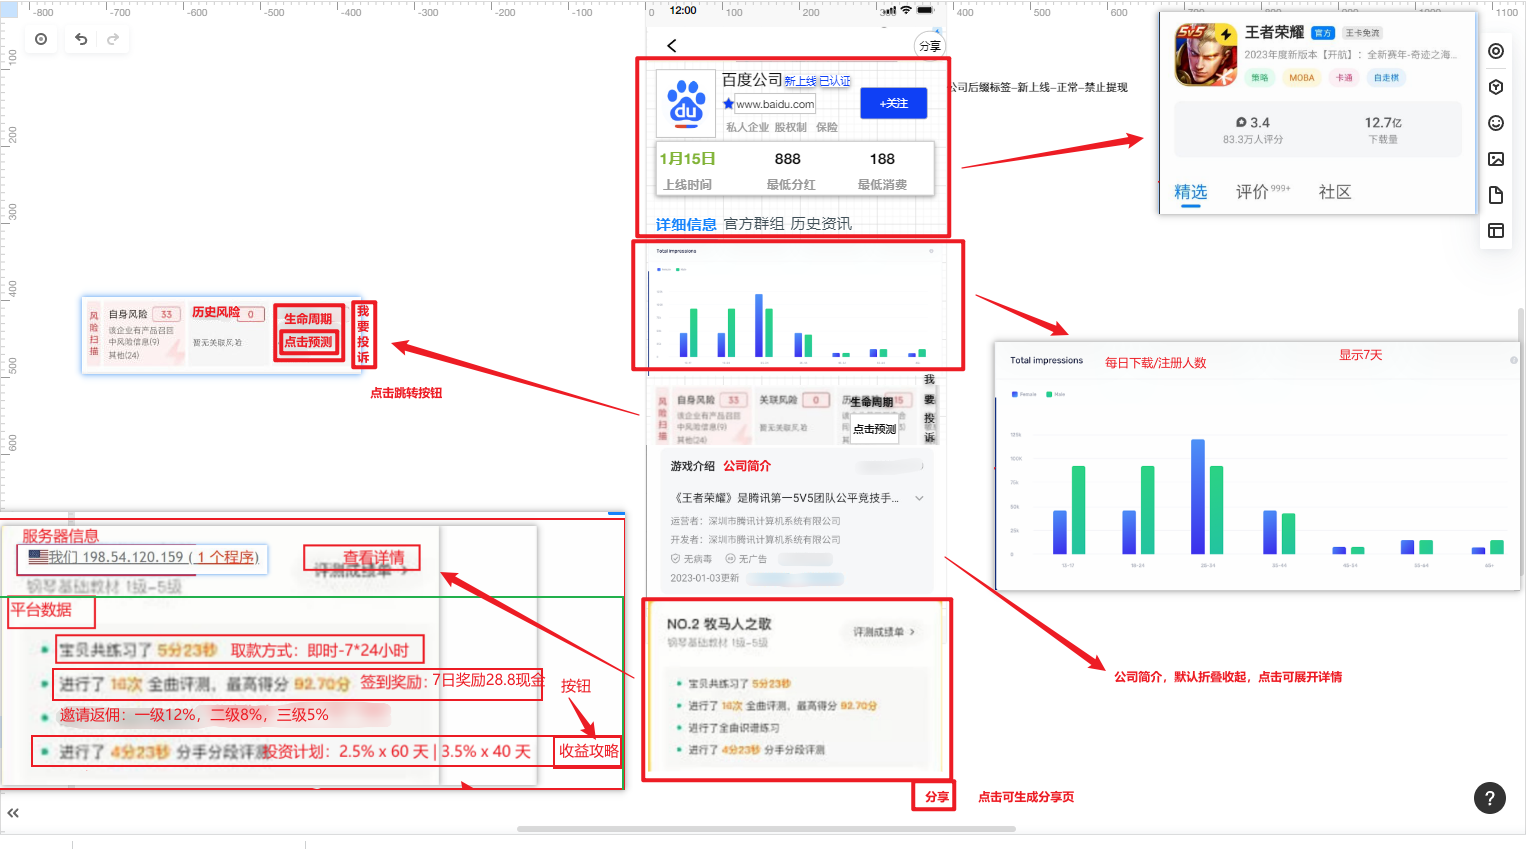 -800 -700 -600 -500 -400 -300 -200 -100 0 100 200 300 400 500 600 700 800 900 1000 1100
100
200
300
400
500
600
12:00
分享
百度公司 新上线 已认证
www.baidu.com
+关注
私人企业 股权制 保险
1月15日 888 188
上线时间 最低分红 最低消费
详细信息 官方群组 历史资讯
公司后缀标签–新上线–正常–禁止提现
王者荣耀 官方 王卡免流
2023年度新版本【开航】: 全新赛年-奇迹之海...
策略 MOBA 卡通 自走棋
3.4 12.7亿
83.3万人评分 下载量
精选 评价 999+ 社区
Total impressions
风险扫描
自身风险 33
该企业有产品召回
中风险信息(9)
其他(24)
历史风险 0
暂无关联风险
生命周期
点击预测
我要投诉
点击跳转按钮
Total impressions
每日下载/注册人数
显示7天
Female Male
100K
75k
50k
25k
0
风险扫描
自身风险 33
该企业有产品召回
中风险信息(9)
其他(24)
关联风险 0
暂无关联风险
生命周期 15
点击预测
我要投诉
游戏介绍 公司简介
《王者荣耀》是腾讯第一5V5团队公平竞技手...
运营者: 深圳市腾讯计算机系统有限公司
开发者: 深圳市腾讯计算机系统有限公司
无病毒 无广告
2023-01-03更新
公司简介，默认折叠收起，点击可展开详情
NO.2 牧马人之歌
钢琴基础教材 1级-5级
评测成绩单 >
宝贝共练习了 5分23秒
进行了 16次 全曲评测，最高得分 92.70分
进行了全曲识谱练习
进行了 4分23秒 分手分段评测
分享
点击可生成分享页
服务器信息
我们 198.54.120.159 ( 1 个程序)
查看详情
评测成绩单
钢琴基础教材 1级-5级
平台数据
宝贝共练习了 5分23秒 取款方式：即时-7*24小时
进行了 16次 全曲评测，最高得分 92.70分 签到奖励：7日奖励28.8现金
按钮
邀请返佣：一级12%，二级8%，三级5%
进行了 4分23秒 分手分段评测 投资计划：2.5% x 60 天 | 3.5% x 40 天 收益攻略
?